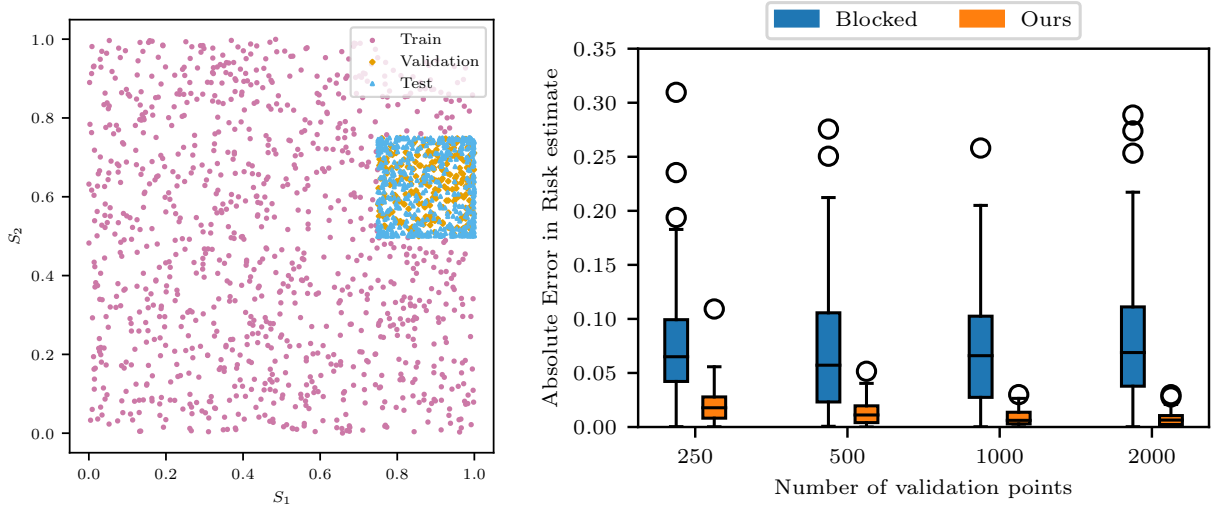 1.0
0.8
0.6
0.4
0.2
0.0
S2
0.0 0.2 0.4 0.6 0.8 1.0
S1
Train
Validation
Test
Blocked Ours
0.35
0.30
0.25
0.20
0.15
0.10
0.05
0.00
Absolute Error in Risk estimate
250 500 1000 2000
Number of validation points